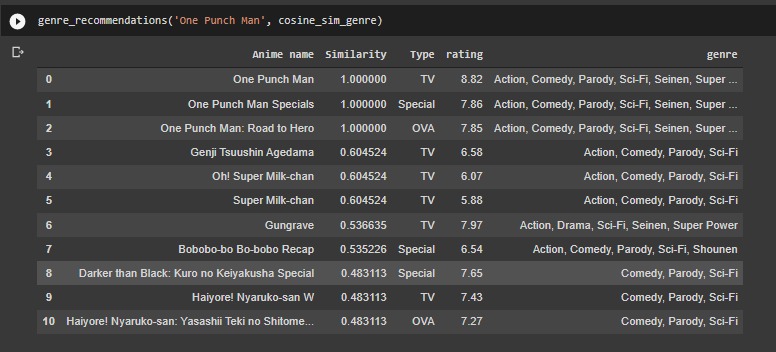 genre_recommendations('One Punch Man', cosine_sim_genre)
Anime name Similarity Type rating genre
0 One Punch Man 1.000000 TV 8.82 Action, Comedy, Parody, Sci-Fi, Seinen, Super ...
1 One Punch Man Specials 1.000000 Special 7.86 Action, Comedy, Parody, Sci-Fi, Seinen, Super ...
2 One Punch Man: Road to Hero 1.000000 OVA 7.85 Action, Comedy, Parody, Sci-Fi, Seinen, Super ...
3 Genji Tsuushin Agedama 0.604524 TV 6.58 Action, Comedy, Parody, Sci-Fi
4 Oh! Super Milk-chan 0.604524 TV 6.07 Action, Comedy, Parody, Sci-Fi
5 Super Milk-chan 0.604524 TV 5.88 Action, Comedy, Parody, Sci-Fi
6 Gungrave 0.536635 TV 7.97 Action, Drama, Sci-Fi, Seinen, Super Power
7 Bobobo-bo Bo-bobo Recap 0.535226 Special 6.54 Action, Comedy, Parody, Sci-Fi, Shounen
8 Darker than Black: Kuro no Keiyakusha Special 0.483113 Special 7.65 Comedy, Parody, Sci-Fi
9 Haiyore! Nyaruko-san W 0.483113 TV 7.43 Comedy, Parody, Sci-Fi
10 Haiyore! Nyaruko-san: Yasashii Teki no Shitome... 0.483113 OVA 7.27 Comedy, Parody, Sci-Fi